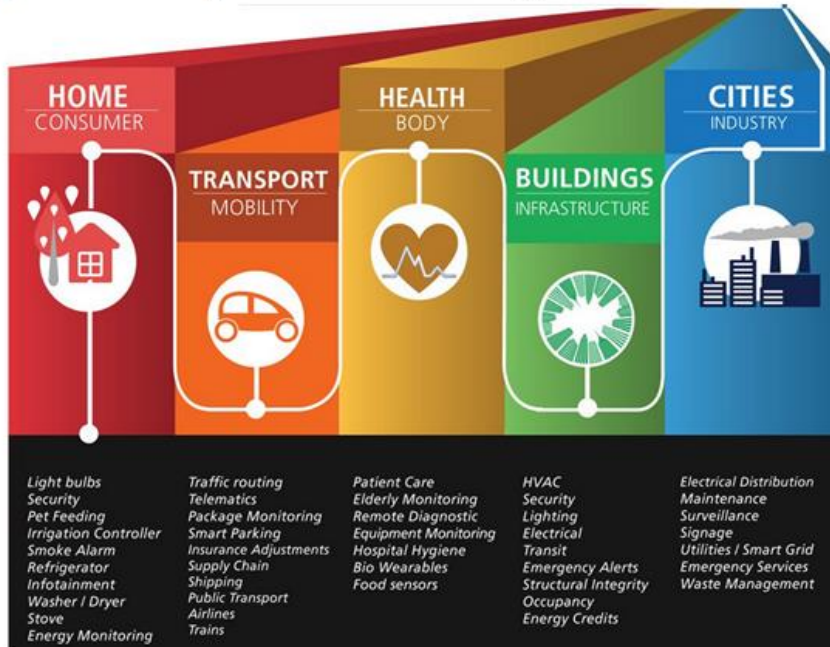 HOME
CONSUMER
TRANSPORT
MOBILITY
HEALTH
BODY
BUILDINGS
INFRASTRUCTURE
CITIES
INDUSTRY
Light bulbs
Security
Pet Feeding
Irrigation Controller
Smoke Alarm
Refrigerator
Infotainment
Washer / Dryer
Stove
Energy Monitoring
Traffic routing
Telematics
Package Monitoring
Smart Parking
Insurance Adjustments
Supply Chain
Shipping
Public Transport
Airlines
Trains
Patient Care
Elderly Monitoring
Remote Diagnostic
Equipment Monitoring
Hospital Hygiene
Bio Wearables
Food sensors
HVAC
Security
Lighting
Electrical
Transit
Emergency Alerts
Structural Integrity
Occupancy
Energy Credits
Electrical Distribution
Maintenance
Surveillance
Signage
Utilities / Smart Grid
Emergency Services
Waste Management